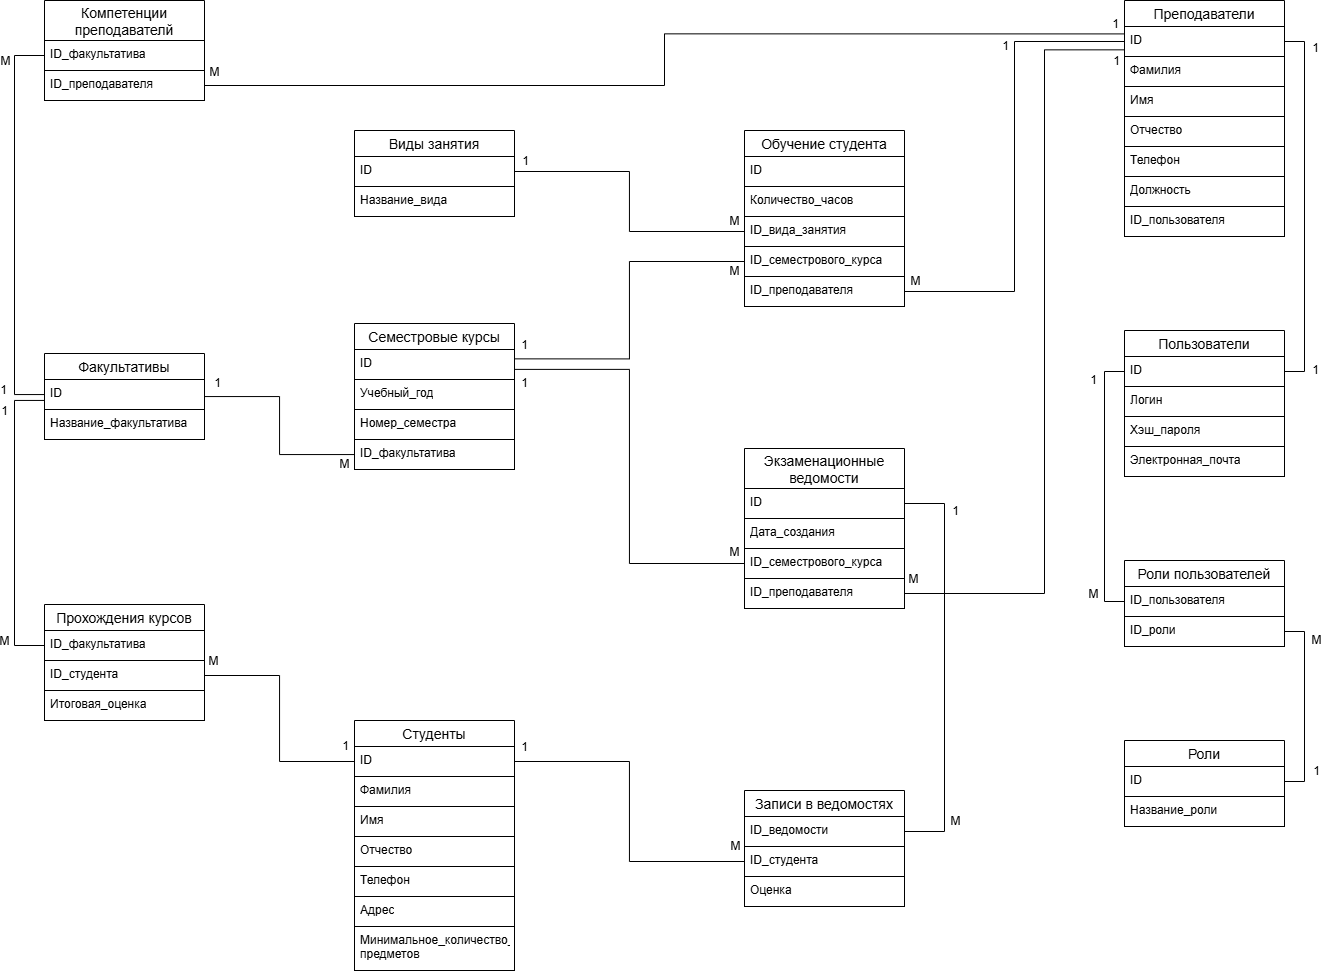 Компетенции
преподавателй
ID_факультатива
ID_преподавателя
M
M
Преподаватели
ID
Фамилия
Имя
Отчество
Телефон
Должность
ID_пользователя
1
1
1
1
Виды занятия
ID
Название_вида
1
Обучение студента
ID
Количество_часов
ID_вида_занятия
ID_семестрового_курса
ID_преподавателя
M
M
M
Семестровые курсы
ID
Учебный_год
Номер_семестра
ID_факультатива
1
1
M
Факультативы
ID
Название_факультатива
1
1
1
Пользователи
ID
Логин
Хэш_пароля
Электронная_почта
1
1
Экзаменационные
ведомости
ID
Дата_создания
ID_семестрового_курса
ID_преподавателя
1
M
M
Роли пользователей
ID_пользователя
ID_роли
M
M
Прохождения курсов
ID_факультатива
ID_студента
Итоговая_оценка
M
M
Студенты
ID
Фамилия
Имя
Отчество
Телефон
Адрес
Минимальное_количество_
предметов
1
1
Записи в ведомостях
ID_ведомости
ID_студента
Оценка
M
M
Роли
ID
Название_роли
1